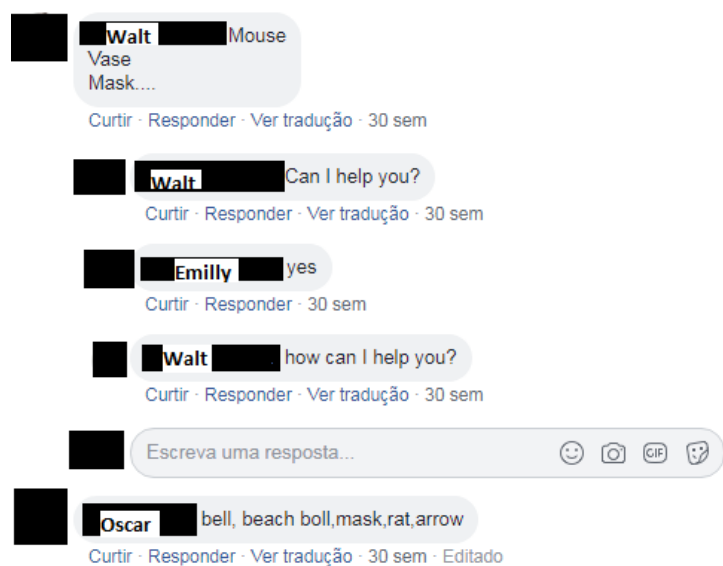 Walt Mouse
Vase
Mask....
Curtir · Responder · Ver tradução · 30 sem
Walt Can I help you?
Curtir · Responder · Ver tradução · 30 sem
Emilly yes
Curtir · Responder · 30 sem
Walt how can I help you?
Curtir · Responder · Ver tradução · 30 sem
Escreva uma resposta...
GIF
Oscar bell, beach boll,mask,rat,arrow
Curtir · Responder · Ver tradução · 30 sem · Editado